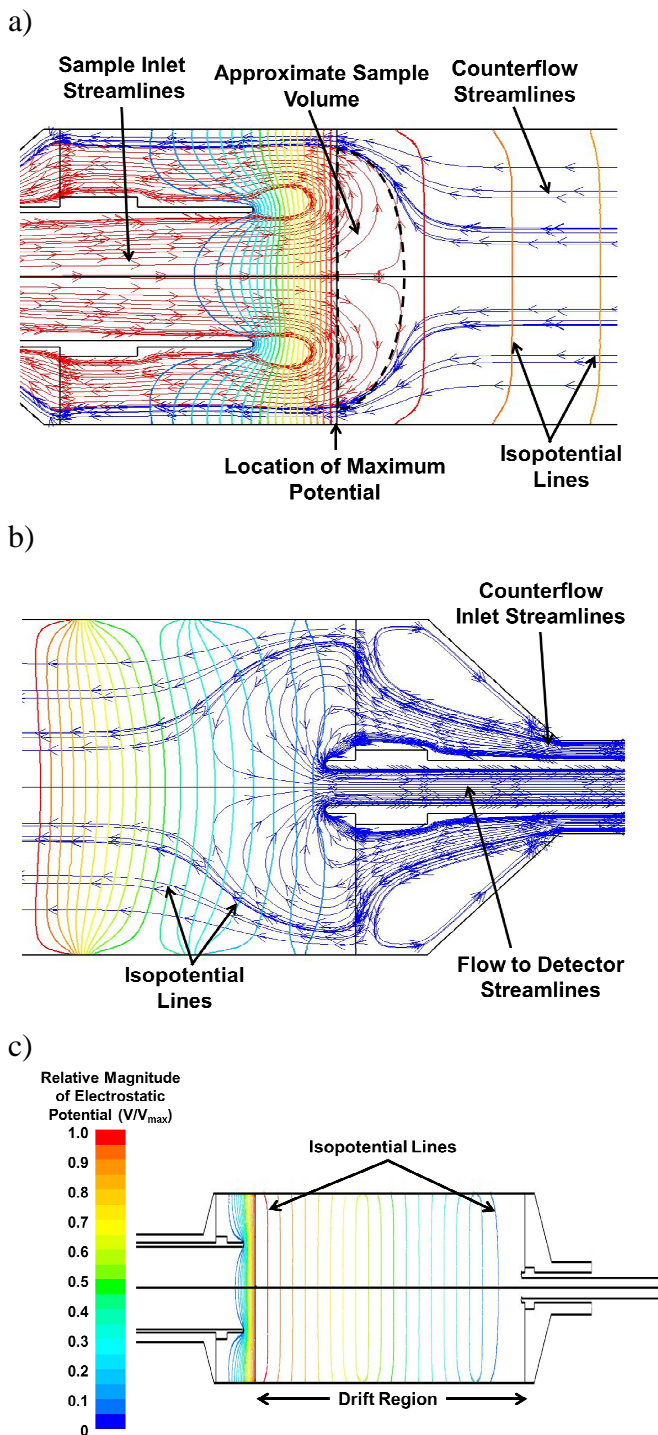 a)
Sample Inlet
Streamlines
Approximate Sample
Volume
Counterflow
Streamlines
Location of Maximum
Potential
Isopotential
Lines
b)
Counterflow
Inlet Streamlines
Isopotential
Lines
Flow to Detector
Streamlines
c)
Relative Magnitude
of Electrostatic
Potential (V/Vmax)
1.0
0.9
0.8
0.7
0.6
0.5
0.4
0.3
0.2
0.1
0
Isopotential Lines
Drift Region